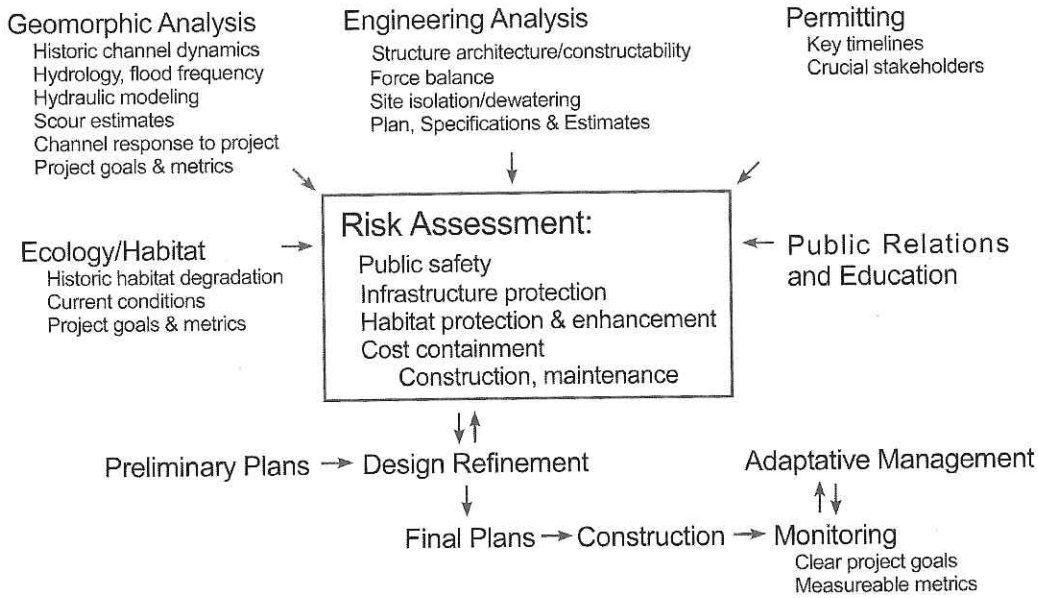 Geomorphic Analysis
Historic channel dynamics
Hydrology, flood frequency
Hydraulic modeling
Scour estimates
Channel response to project
Project goals & metrics
Engineering Analysis
Structure architecture/constructability
Force balance
Site isolation/dewatering
Plan, Specifications & Estimates
Permitting
Key timelines
Crucial stakeholders
Ecology/Habitat
Historic habitat degradation
Current conditions
Project goals & metrics
Risk Assessment:
Public safety
Infrastructure protection
Habitat protection & enhancement
Cost containment
Construction, maintenance
Public Relations
and Education
Preliminary Plans
Design Refinement
Adaptative Management
Final Plans
Construction
Monitoring
Clear project goals
Measureable metrics